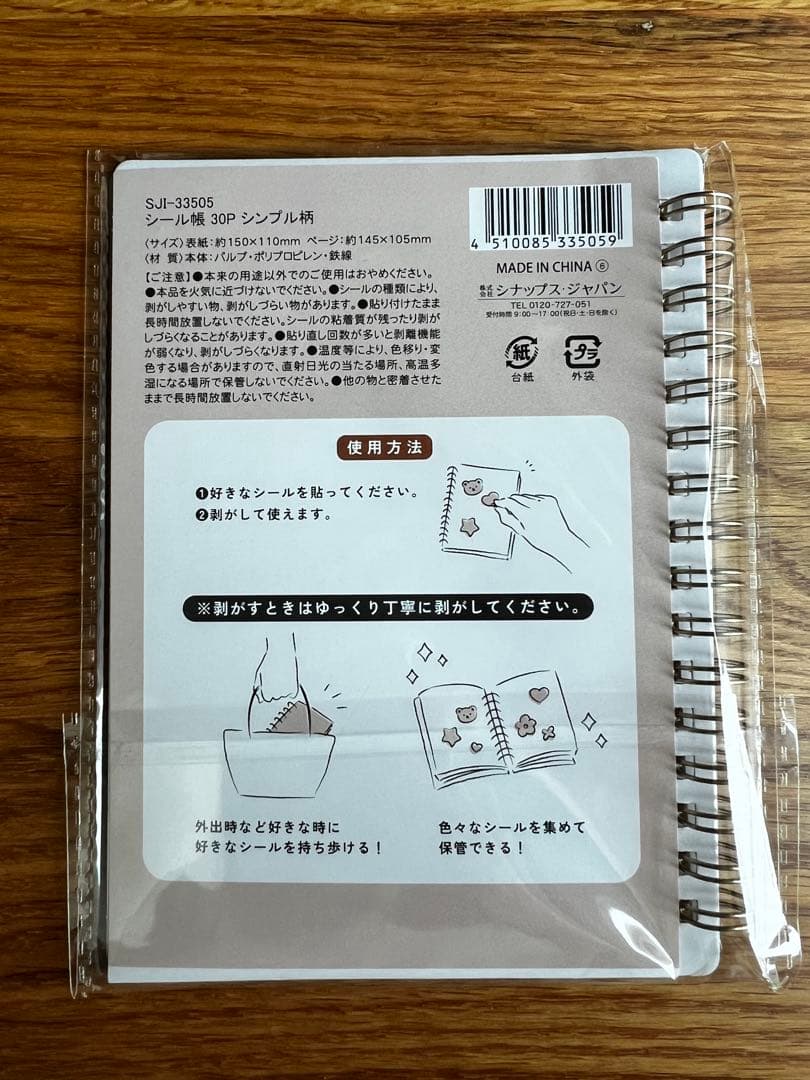 SJI-33505
シール帳 30P シンプル柄
〈サイズ〉表紙:約150×110mm ページ:約145×105mm
〈材 質〉本体:パルプ・ポリプロピレン・鉄線
【ご注意】●本来の用途以外でのご使用はおやめください。
●本品を火気に近づけないでください。●シールの種類により、剥
がしやすい物、剥がしづらい物があります。●貼り付けたまま
長時間放置しないでください。シールの粘着質が残ったり剥が
しづらくなることがあります。●貼り直し回数が多いと剥離機能
が弱くなり、剥がしづらくなります。●温度等により、色移り・変
色する場合がありますので、直射日光の当たる場所、高温多
湿になる場所で保管しないでください。●他の物と密着させた
ままで長時間放置しないでください。
4 510085 335059
MADE IN CHINA ⑥
株式会社 シナップス・ジャパン
TEL 0120-727-051
受付時間 9:00~17:00(祝日・土・日を除く)
紙 プラ
台紙 外袋
使用方法
❶好きなシールを貼ってください。
❷剥がして使えます。
※剥がすときはゆっくり丁寧に剥がしてください。
外出時など好きな時に
好きなシールを持ち歩ける!
色々なシールを集めて
保管できる!